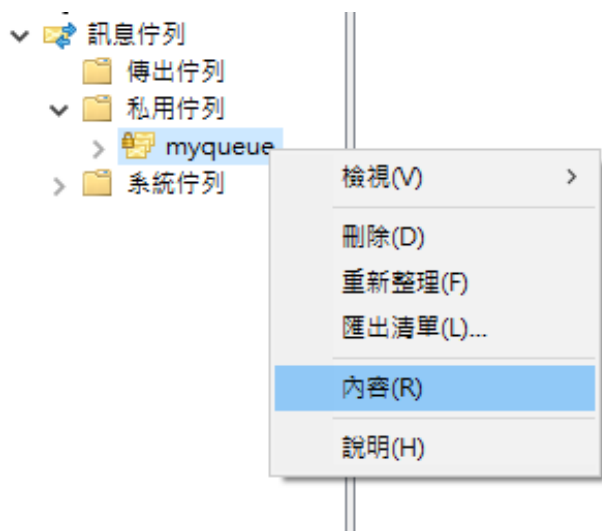 訊息佇列
傳出佇列
私用佇列
myqueue
系統佇列
檢視(V)
刪除(D)
重新整理(F)
匯出清單(L)...
內容(R)
說明(H)